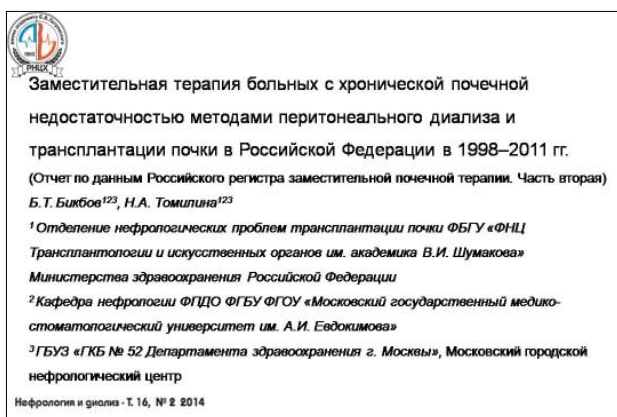 РНЦХ
Заместительная терапия больных с хронической почечной
недостаточностью методами перитонеального диализа и
трансплантации почки в Российской Федерации в 1998–2011 гг.
(Отчет по данным Российского регистра заместительной почечной терапии. Часть вторая)
Б.Т. Бикбов¹²³, Н.А. Томилина¹²³
¹ Отделение нефрологических проблем трансплантации почки ФБГУ «ФНЦ
Трансплантологии и искусственных органов им. академика В.И. Шумакова»
Министерства здравоохранения Российской Федерации
² Кафедра нефрологии ФПДО ФГБУ ФГОУ «Московский государственный медико-
стоматологический университет им. А.И. Евдокимова»
³ ГБУЗ «ГКБ № 52 Департамента здравоохранения г. Москвы», Московский городской
нефрологический центр
Нефрология и диализ - Т. 16, № 2 2014